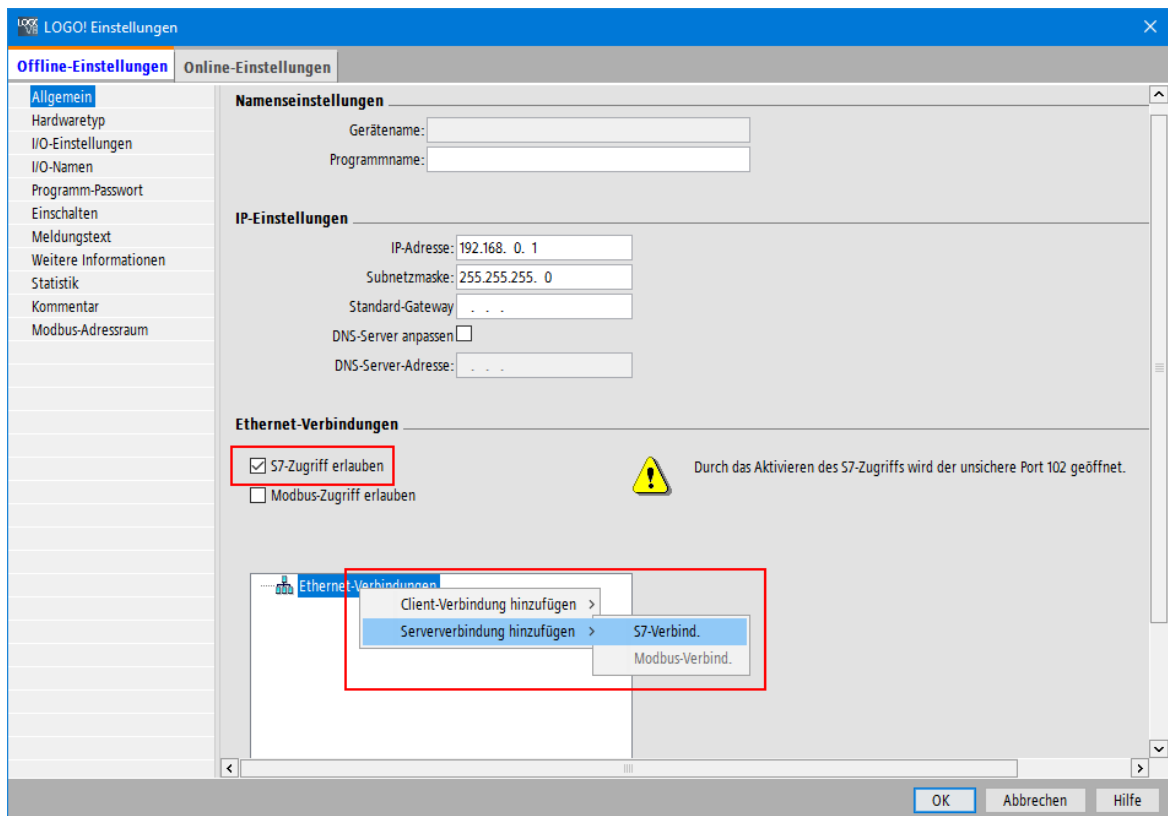 LOGO! Einstellungen
Offline-Einstellungen Online-Einstellungen
Allgemein
Hardwaretyp
I/O-Einstellungen
I/O-Namen
Programm-Passwort
Einschalten
Meldungstext
Weitere Informationen
Statistik
Kommentar
Modbus-Adressraum
Namenseinstellungen
Gerätename:
Programmname:
IP-Einstellungen
IP-Adresse: 192.168. 0. 1
Subnetzmaske: 255.255.255. 0
Standard-Gateway . . .
DNS-Server anpassen
DNS-Server-Adresse: . . .
Ethernet-Verbindungen
S7-Zugriff erlauben
Durch das Aktivieren des S7-Zugriffs wird der unsichere Port 102 geöffnet.
Modbus-Zugriff erlauben
Ethernet-Verbindungen
Client-Verbindung hinzufügen >
Serververbindung hinzufügen > S7-Verbind.
Modbus-Verbind.
OK Abbrechen Hilfe